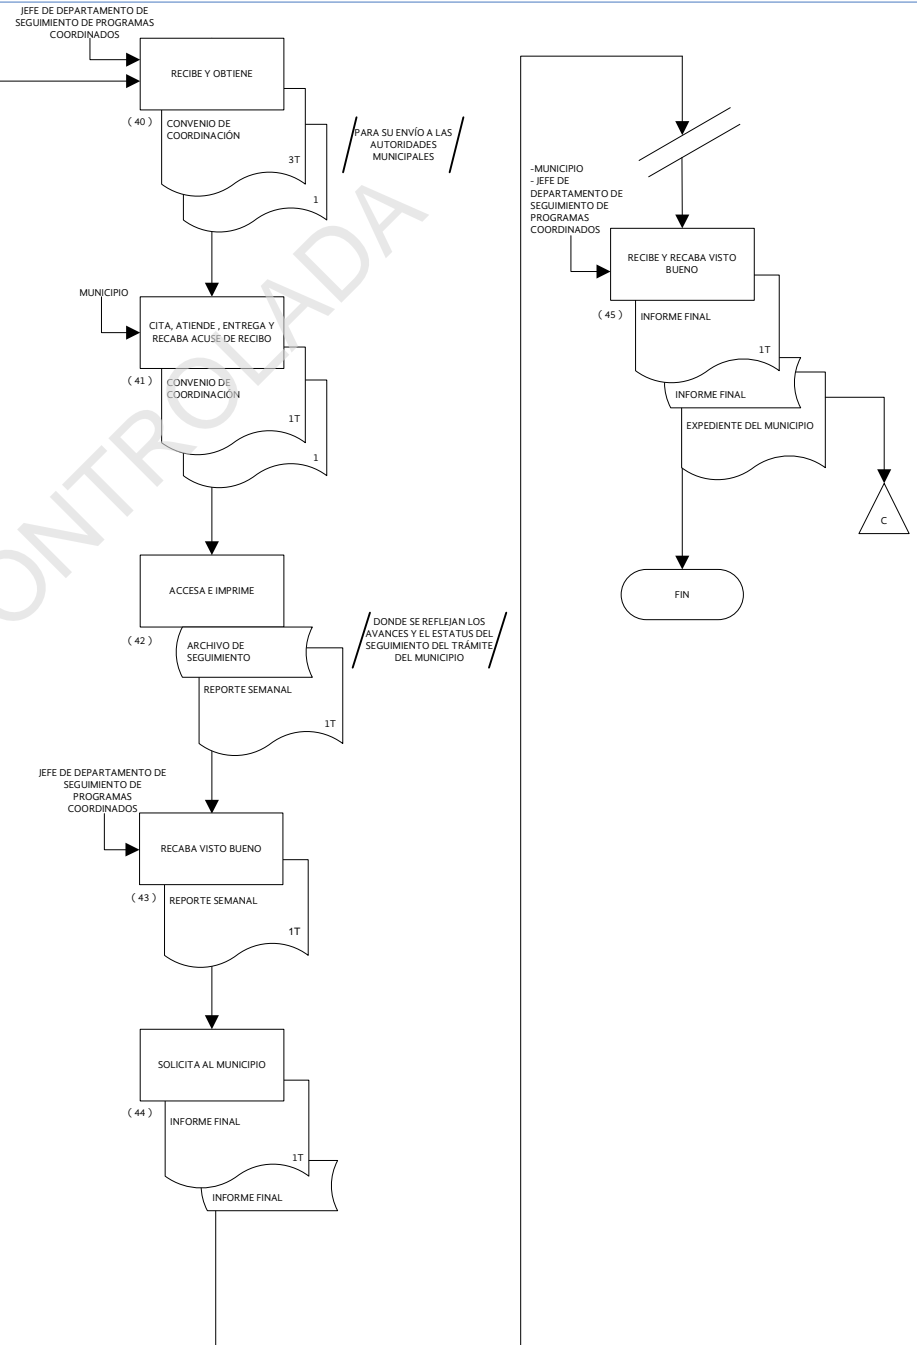 JEFE DE DEPARTAMENTO DE
SEGUIMIENTO DE PROGRAMAS
COORDINADOS
RECIBE Y OBTIENE
( 40 )
CONVENIO DE
COORDINACIÓN
3T
1
PARA SU ENVÍO A LAS
AUTORIDADES
MUNICIPALES
MUNICIPIO
CITA, ATIENDE , ENTREGA Y
RECABA ACUSE DE RECIBO
( 41 )
CONVENIO DE
COORDINACIÓN
1T
1
ACCESA E IMPRIME
( 42 )
ARCHIVO DE
SEGUIMIENTO
REPORTE SEMANAL
1T
DONDE SE REFLEJAN LOS
AVANCES Y EL ESTATUS DEL
SEGUIMIENTO DEL TRÁMITE
DEL MUNICIPIO
JEFE DE DEPARTAMENTO DE
SEGUIMIENTO DE
PROGRAMAS
COORDINADOS
RECABA VISTO BUENO
( 43 )
REPORTE SEMANAL
1T
SOLICITA AL MUNICIPIO
( 44 )
INFORME FINAL
1T
INFORME FINAL
-MUNICIPIO
- JEFE DE
DEPARTAMENTO DE
SEGUIMIENTO DE
PROGRAMAS
COORDINADOS
RECIBE Y RECABA VISTO
BUENO
( 45 )
INFORME FINAL
1T
INFORME FINAL
EXPEDIENTE DEL MUNICIPIO
C
FIN
ONTROLADA